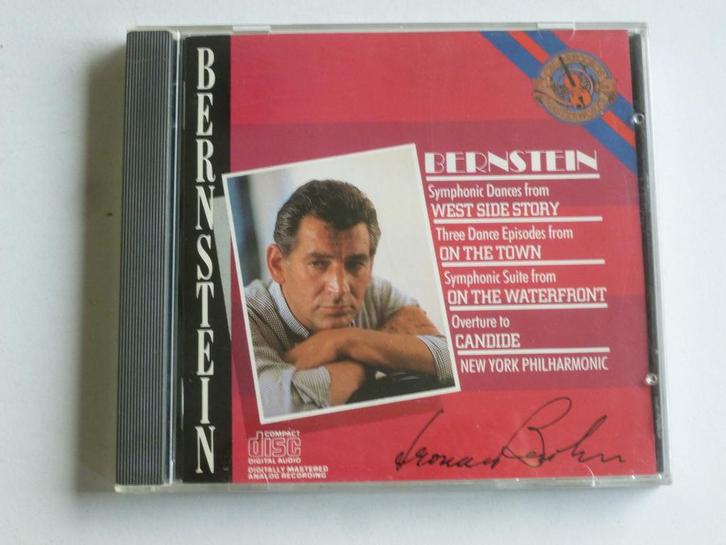 BERNSTEIN
BERNSTEIN
Symphonic Dances from
WEST SIDE STORY
Three Dance Episodes from
ON THE TOWN
Symphonic Suite from
ON THE WATERFRONT
Overture to
CANDIDE
NEW YORK PHILHARMONIC
COMPACT
disc
DIGITAL AUDIO
DIGITALLY MASTERED
ANALOG RECORDING